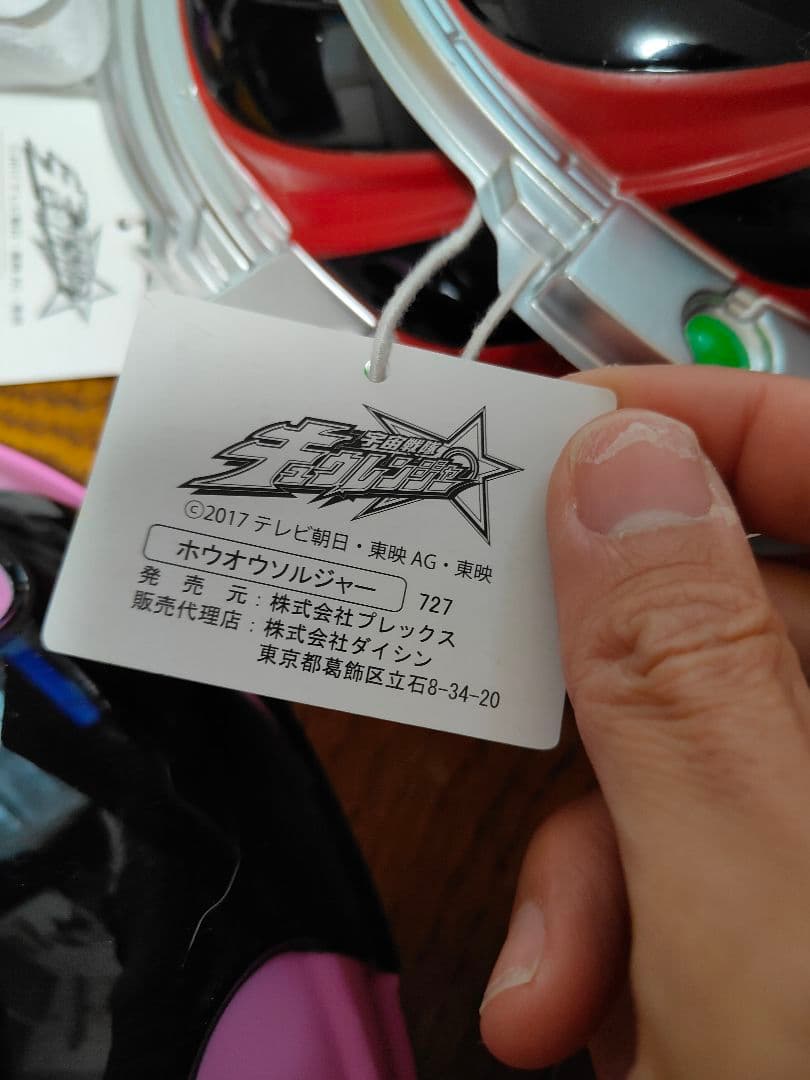 宇宙戦隊
キュウレンジャー
©2017 テレビ朝日・東映 AG・東映
ホウオウソルジャー 727
発 売 元：株式会社プレックス
販売代理店：株式会社ダイシン
東京都葛飾区立石8-34-20